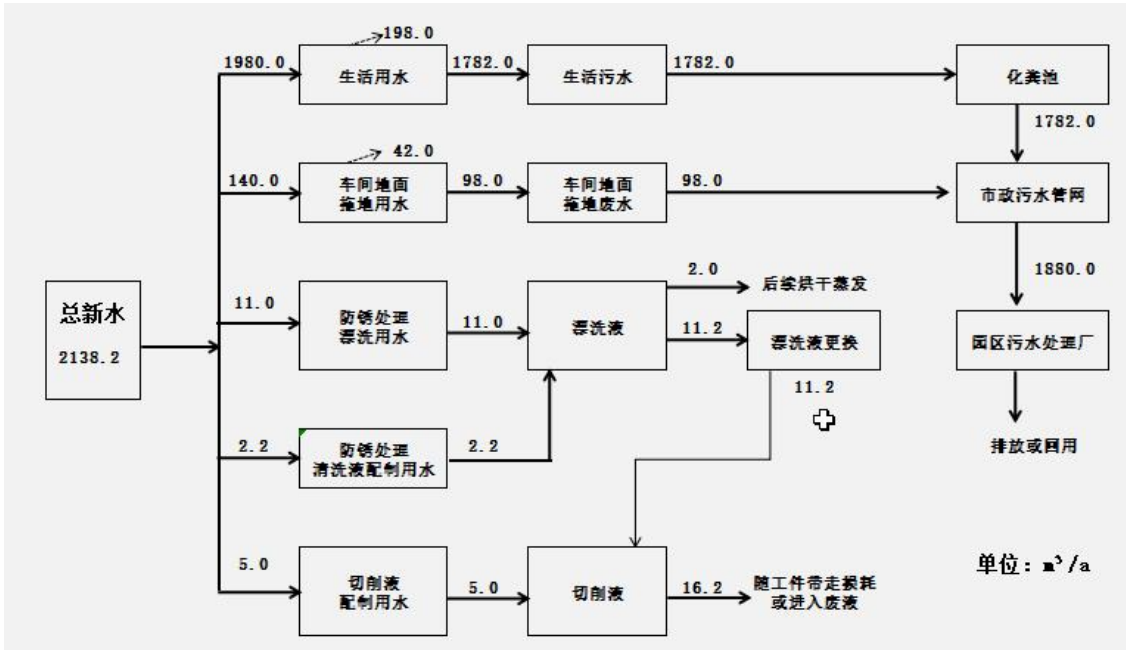 198.0
1980.0
生活用水
1782.0
生活污水
1782.0
化粪池
1782.0
42.0
140.0
车间地面
拖地用水
98.0
车间地面
拖地废水
98.0
市政污水管网
1880.0
总新水
2138.2
11.0
防锈处理
漂洗用水
11.0
漂洗液
2.0
后续烘干蒸发
11.2
漂洗液更换
11.2
园区污水处理厂
排放或回用
2.2
防锈处理
清洗液配制用水
2.2
5.0
切削液
配制用水
5.0
切削液
16.2
随工件带走损耗
或进入废液
单位：m³/a